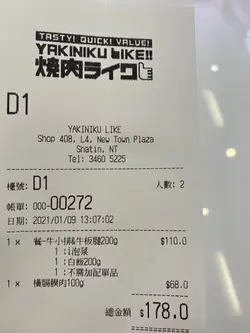 TASTY! QUICK! VALUE!
YAKINIKU LIKE!!
焼肉ライク
D1
YAKINIKU LIKE
Shop 408, L4, New Town Plaza
Shatin, NT
Tel: 3460 5225
檯號: D1
人數: 2
帳單: 000-00272
日期: 2021/01/09 13:07:02
1 × 餐-牛小排&牛板腱200g $110.0
1 : 泡菜
1 : 白飯200g
1 : 不需加配單品
1 × 橫膈膜肉100g $68.0
總金額 $178.0